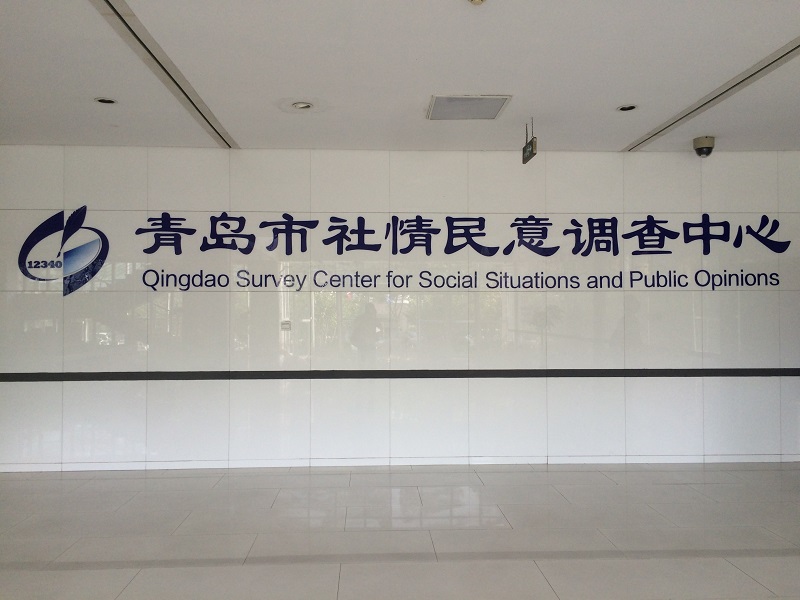 青岛市社情民意调查中心
12340
Qingdao Survey Center for Social Situations and Public Opinions